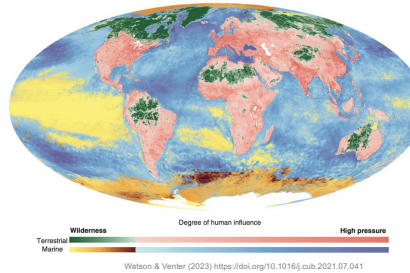 Degree of human influence
Wilderness High pressure
Terrestrial
Marine
Watson & Venter (2023) https://doi.org/10.1016/j.cub.2021.07.041